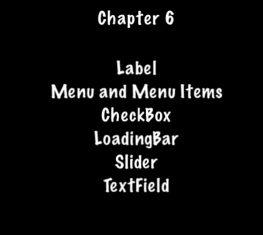 Chapter 6
Label
Menu and Menu Items
CheckBox
LoadingBar
Slider
TextField